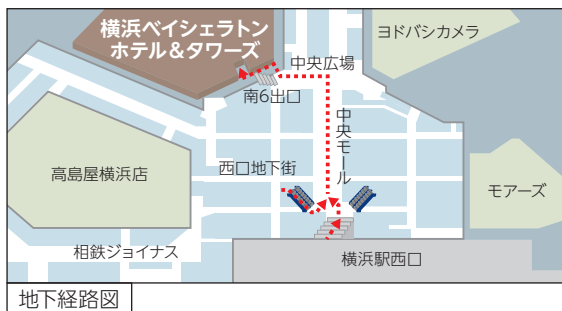 横浜ベイシェラトン
ホテル＆タワーズ
ヨドバシカメラ
中央広場
南6出口
中央モール
高島屋横浜店
西口地下街
モアーズ
相鉄ジョイナス
横浜駅西口
地下経路図